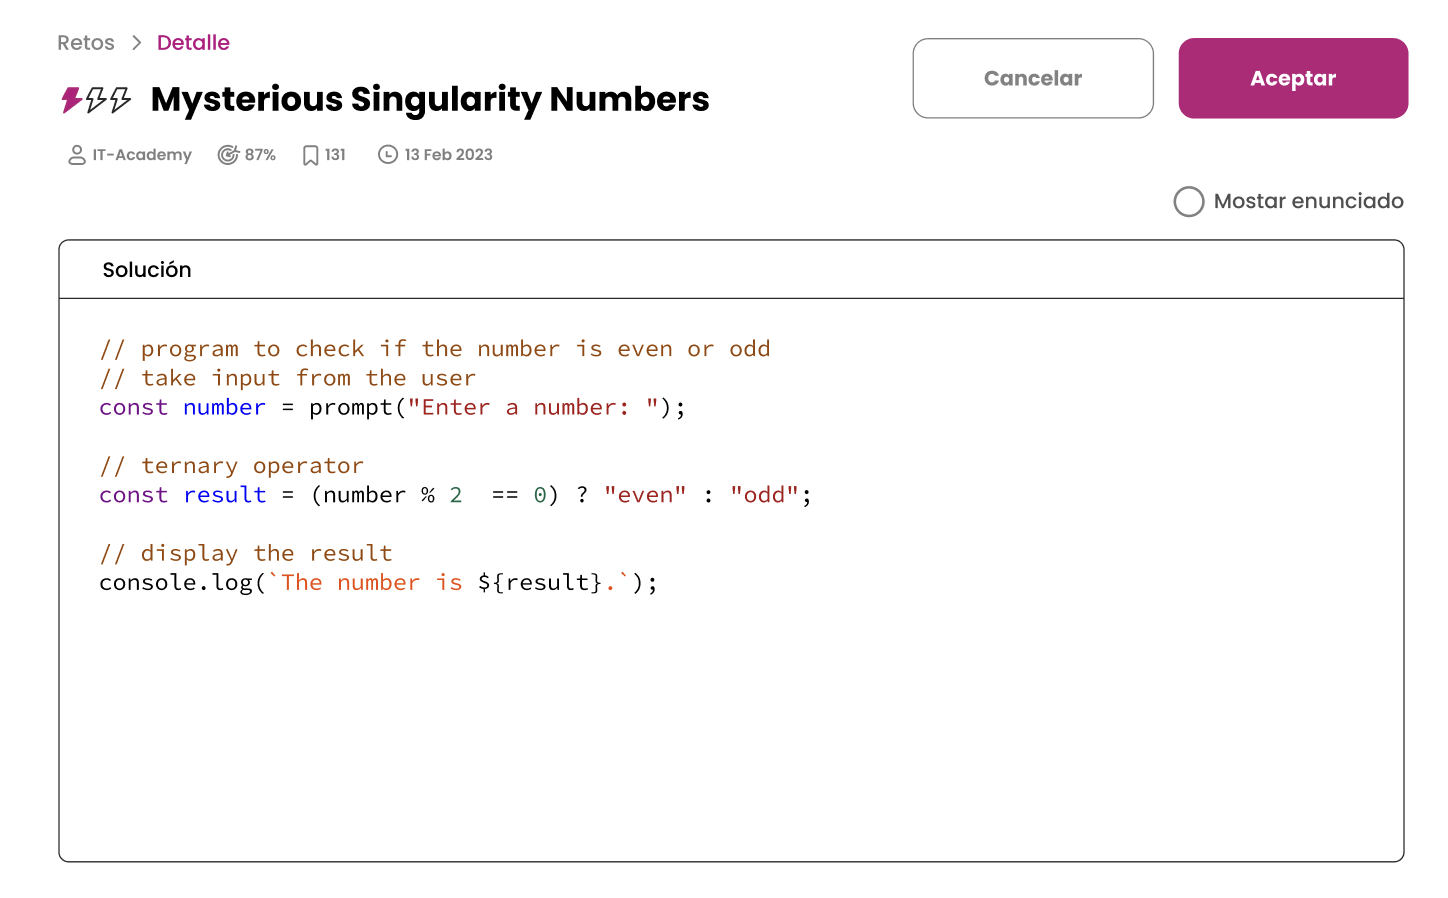 Retos > Detalle
Cancelar
Aceptar
Mysterious Singularity Numbers
IT-Academy 87% 131 13 Feb 2023
Mostar enunciado
Solución
// program to check if the number is even or odd
// take input from the user
const number = prompt("Enter a number: ");
// ternary operator
const result = (number % 2  == 0) ? "even" : "odd";
// display the result
console.log(`The number is ${result}.`);